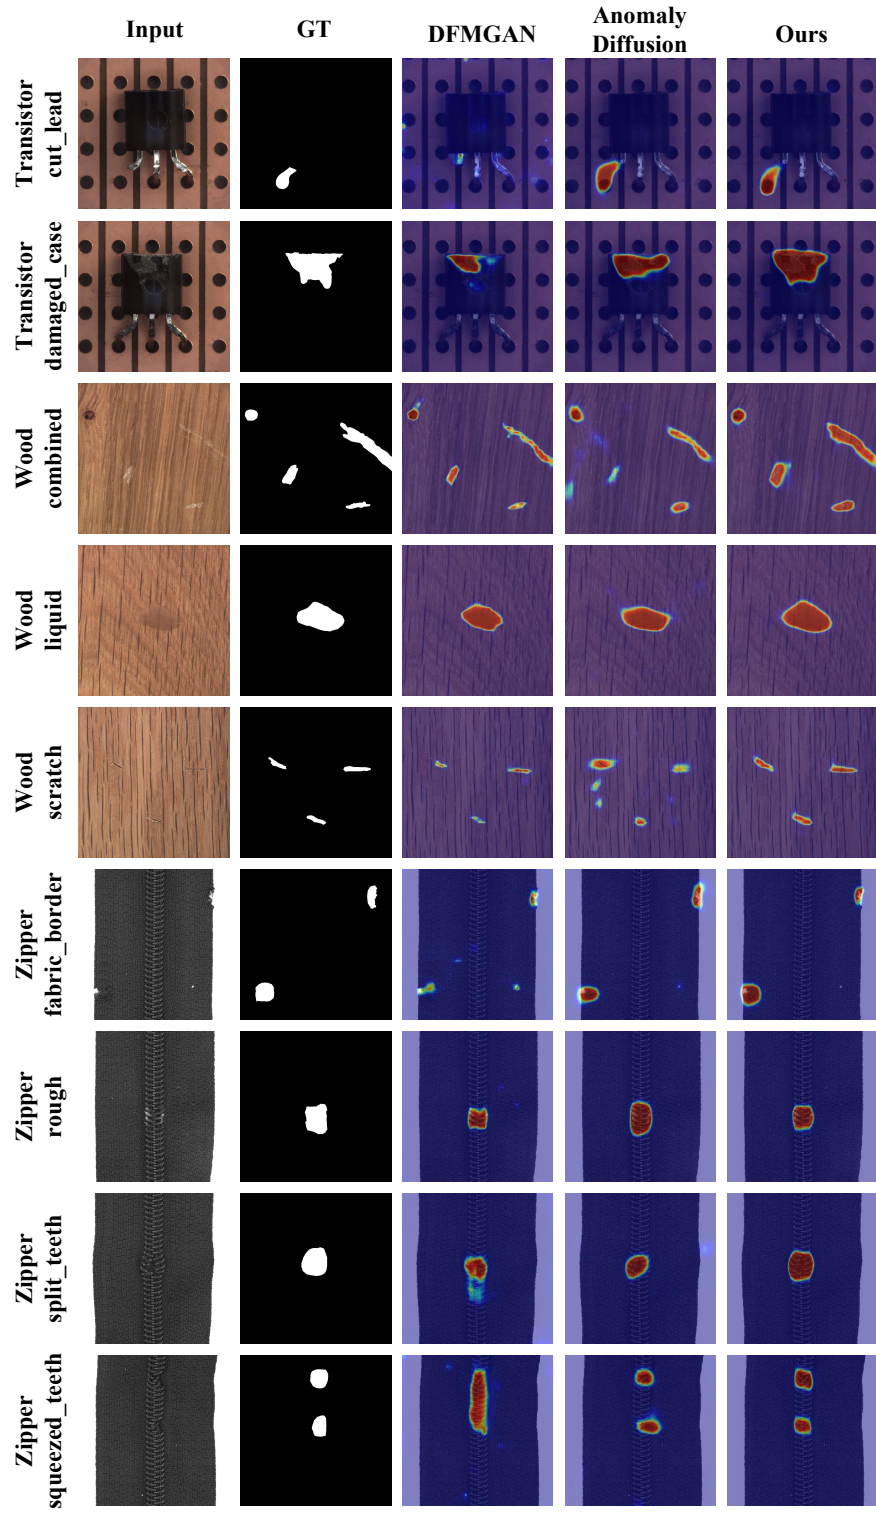 Input
GT
DFMGAN
Anomaly
Diffusion
Ours
Transistor
cut_lead
Transistor
damaged_case
Wood
combined
Wood
liquid
Wood
scratch
Zipper
fabric_border
Zipper
rough
Zipper
split_teeth
Zipper
squeezed_teeth